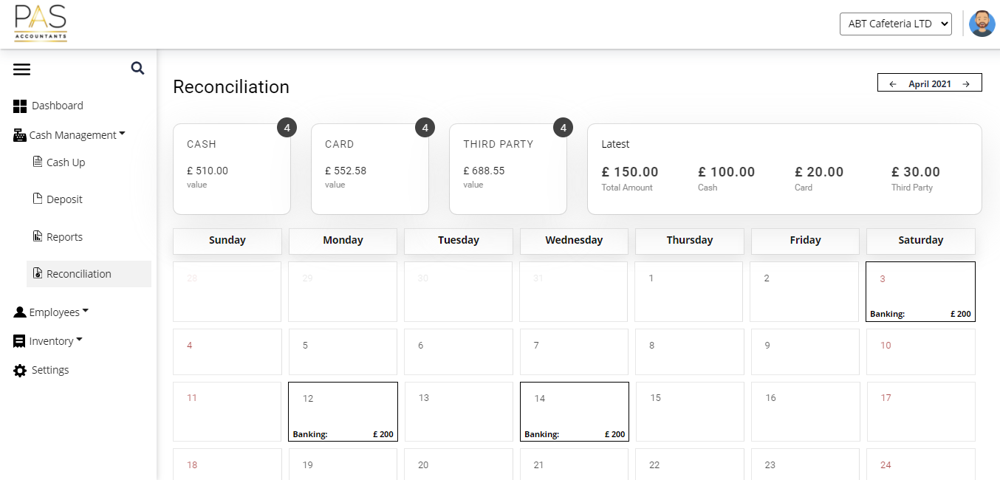 PAS
ACCOUNTANTS
ABT Cafeteria LTD
Dashboard
Cash Management
Cash Up
Deposit
Reports
Reconciliation
Employees
Inventory
Settings
Reconciliation
← April 2021 →
4 4 4
CASH CARD THIRD PARTY Latest
£ 510.00 £ 552.58 £ 688.55 £ 150.00 £ 100.00 £ 20.00 £ 30.00
value value value Total Amount Cash Card Third Party
Sunday Monday Tuesday Wednesday Thursday Friday Saturday
28 29 30 31 1 2 3
Banking: £ 200
4 5 6 7 8 9 10
11 12 13 14 15 16 17
Banking: £ 200 Banking: £ 200
18 19 20 21 22 23 24